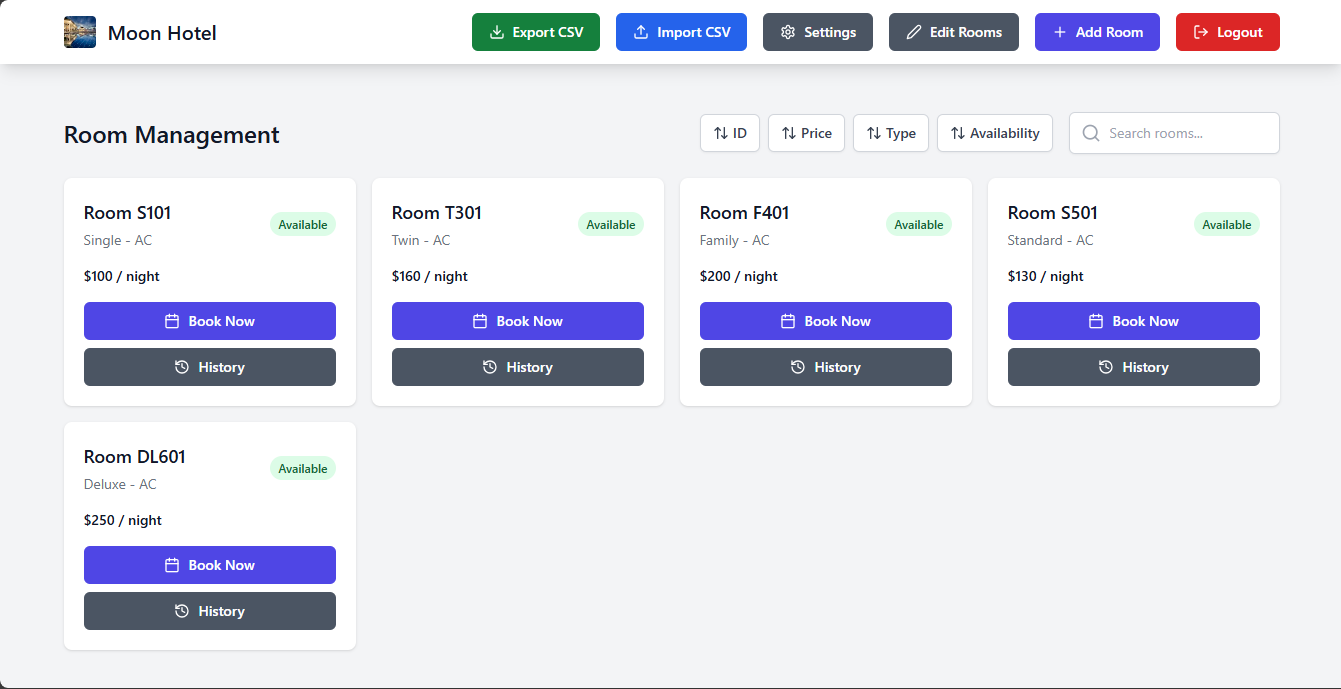 Moon Hotel
Export CSV
Import CSV
Settings
Edit Rooms
Add Room
Logout
Room Management
ID
Price
Type
Availability
Search rooms...
Room S101
Available
Single - AC
$100 / night
Book Now
History
Room T301
Available
Twin - AC
$160 / night
Book Now
History
Room F401
Available
Family - AC
$200 / night
Book Now
History
Room S501
Available
Standard - AC
$130 / night
Book Now
History
Room DL601
Available
Deluxe - AC
$250 / night
Book Now
History